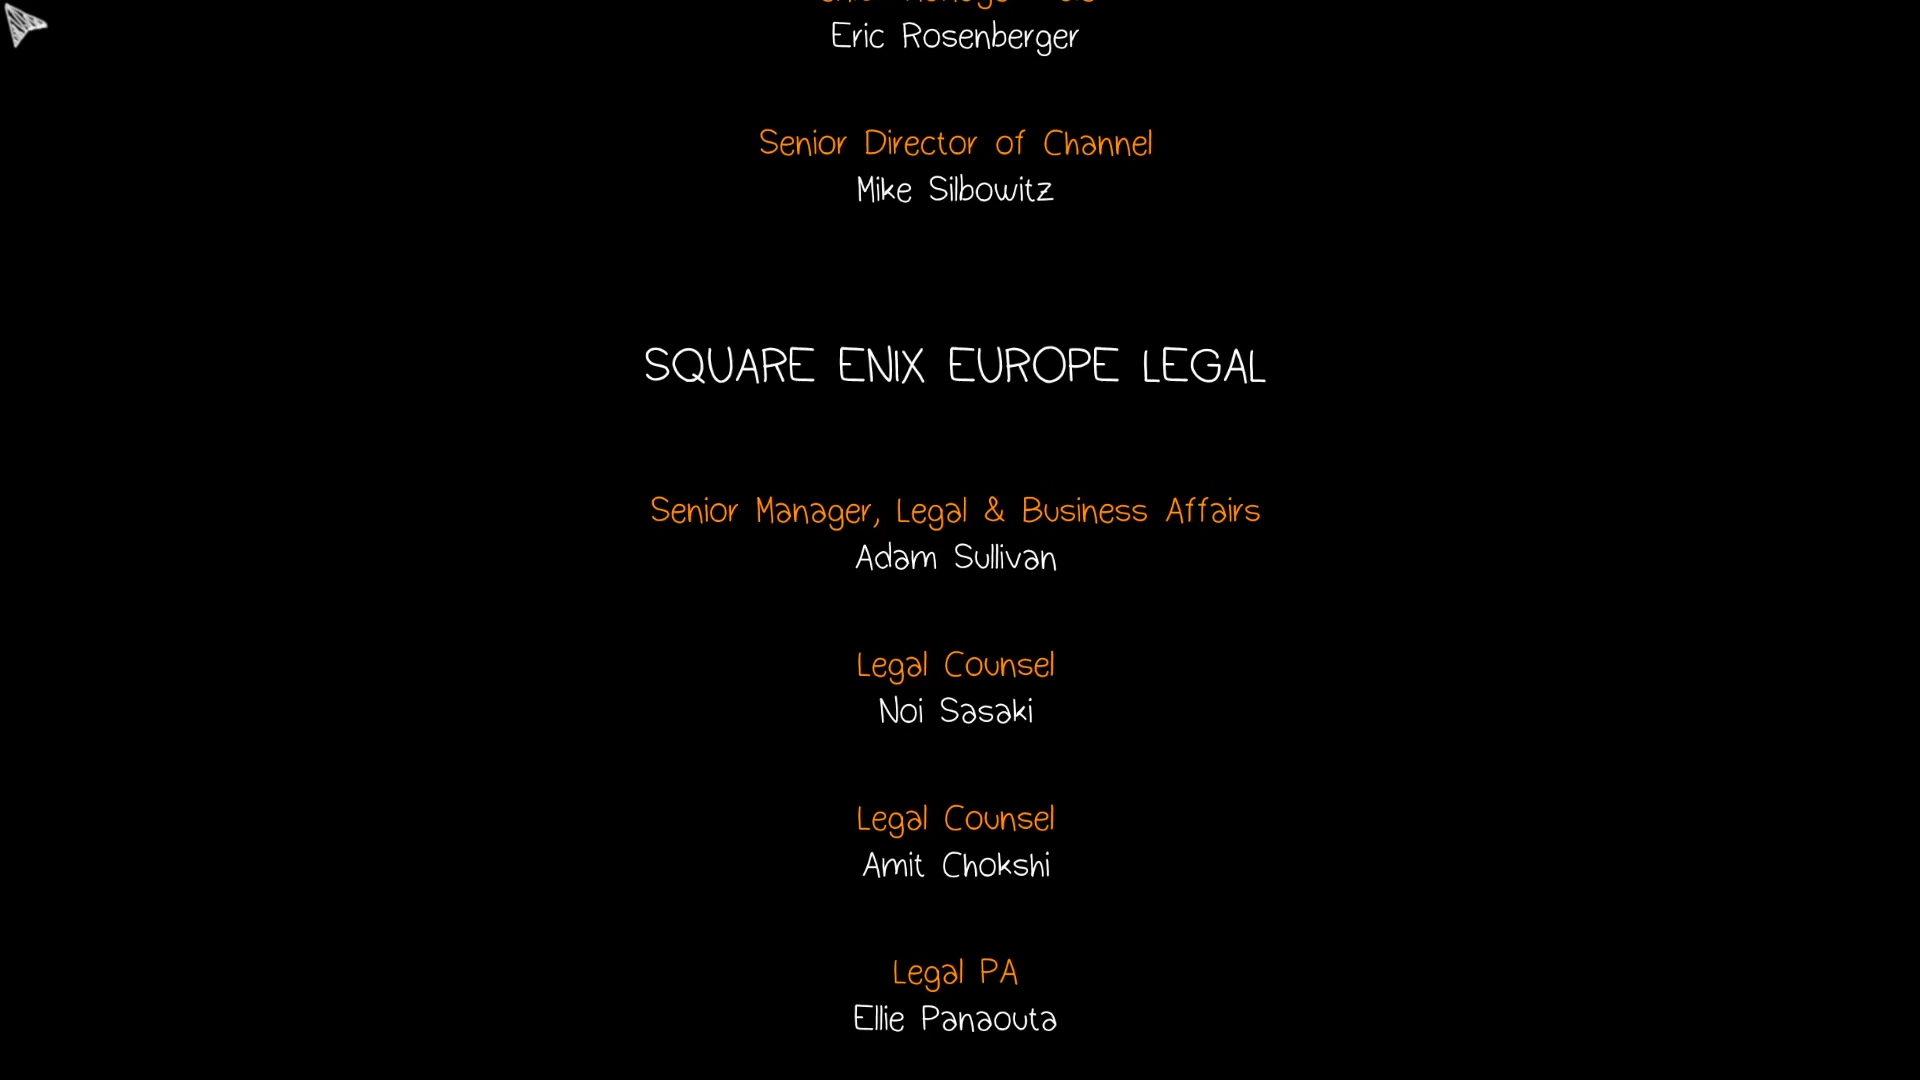 Eric Rosenberger
Senior Director of Channel
Mike Silbowitz
SQUARE ENIX EUROPE LEGAL
Senior Manager, Legal & Business Affairs
Adam Sullivan
Legal Counsel
Noi Sasaki
Legal Counsel
Amit Chokshi
Legal PA
Ellie Panaouta